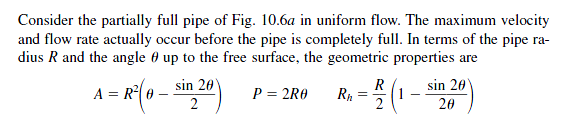 Consider the partially full pipe of Fig. 10.6a in uniform flow. The maximum velocity
and flow rate actually occur before the pipe is completely full. In terms of the pipe ra-
dius R and the angle θ up to the free surface, the geometric properties are
A = R²(θ − sin 2θ/2) P = 2Rθ Rₕ = R/2 (1 − sin 2θ/2θ)